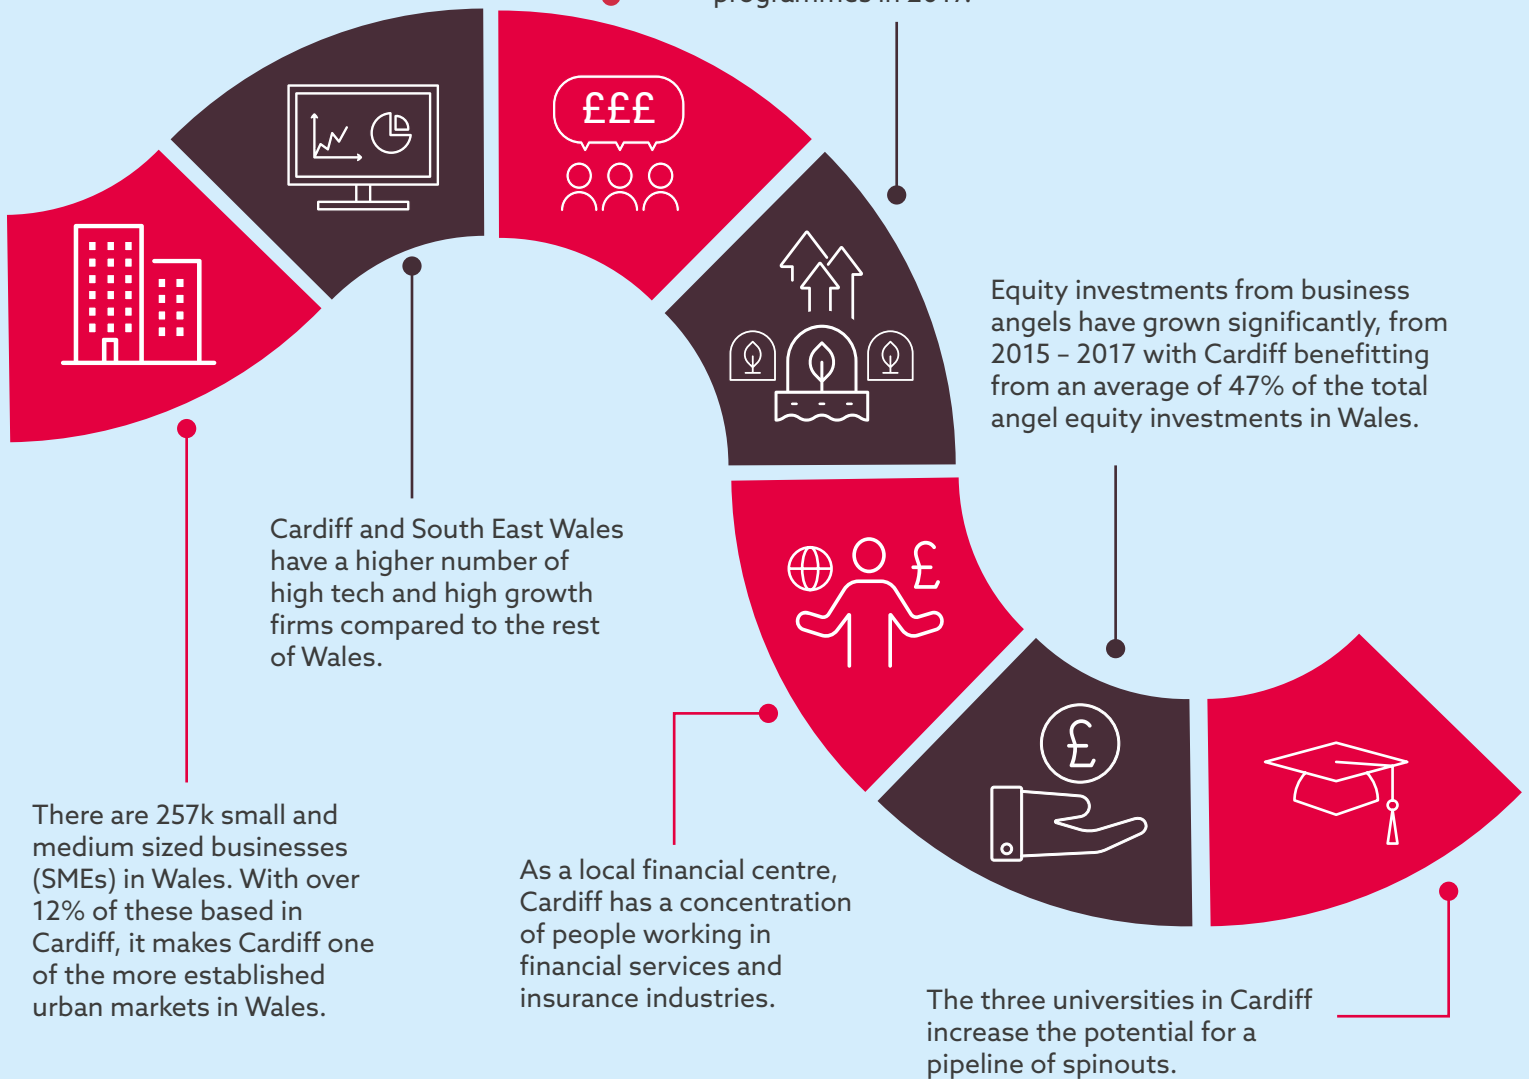 programmes in 2017.
£££
Equity investments from business
angels have grown significantly, from
2015 – 2017 with Cardiff benefitting
from an average of 47% of the total
angel equity investments in Wales.
£
Cardiff and South East Wales
have a higher number of
high tech and high growth
firms compared to the rest
of Wales.
£
There are 257k small and
medium sized businesses
(SMEs) in Wales. With over
12% of these based in
Cardiff, it makes Cardiff one
of the more established
urban markets in Wales.
As a local financial centre,
Cardiff has a concentration
of people working in
financial services and
insurance industries.
The three universities in Cardiff
increase the potential for a
pipeline of spinouts.